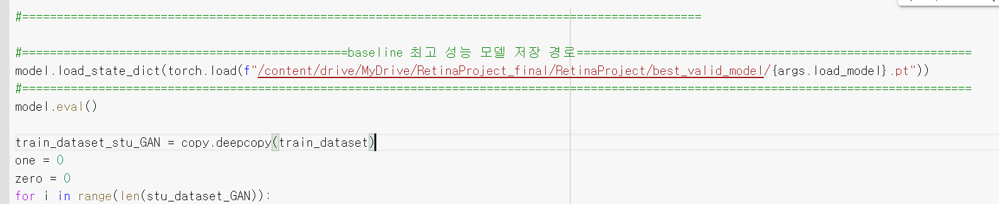 #===============================================================================================
#==============================================baseline 최고 성능 모델 저장 경로========================================================
model.load_state_dict(torch.load(f"/content/drive/MyDrive/RetinaProject_final/RetinaProject/best_valid_model/{args.load_model}.pt"))
#======================================================================================================================================
model.eval()
train_dataset_stu_GAN = copy.deepcopy(train_dataset)
one = 0
zero = 0
for i in range(len(stu_dataset_GAN)):